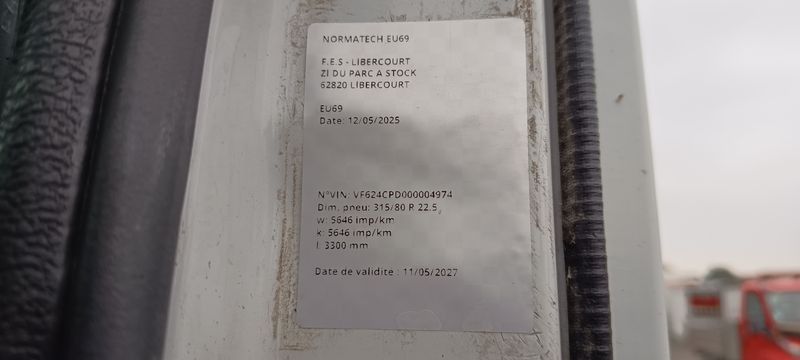 NORMATECH EU69
F.E.S - LIBERCOURT
ZI DU PARC A STOCK
62820 LIBERCOURT
EU69
Date: 12/05/2025
N°VIN: VF624CPD000004974
Dim. pneu: 315/80 R 22.5
w: 5646 imp/km
k: 5646 imp/km
l: 3300 mm
Date de validite : 11/05/2027